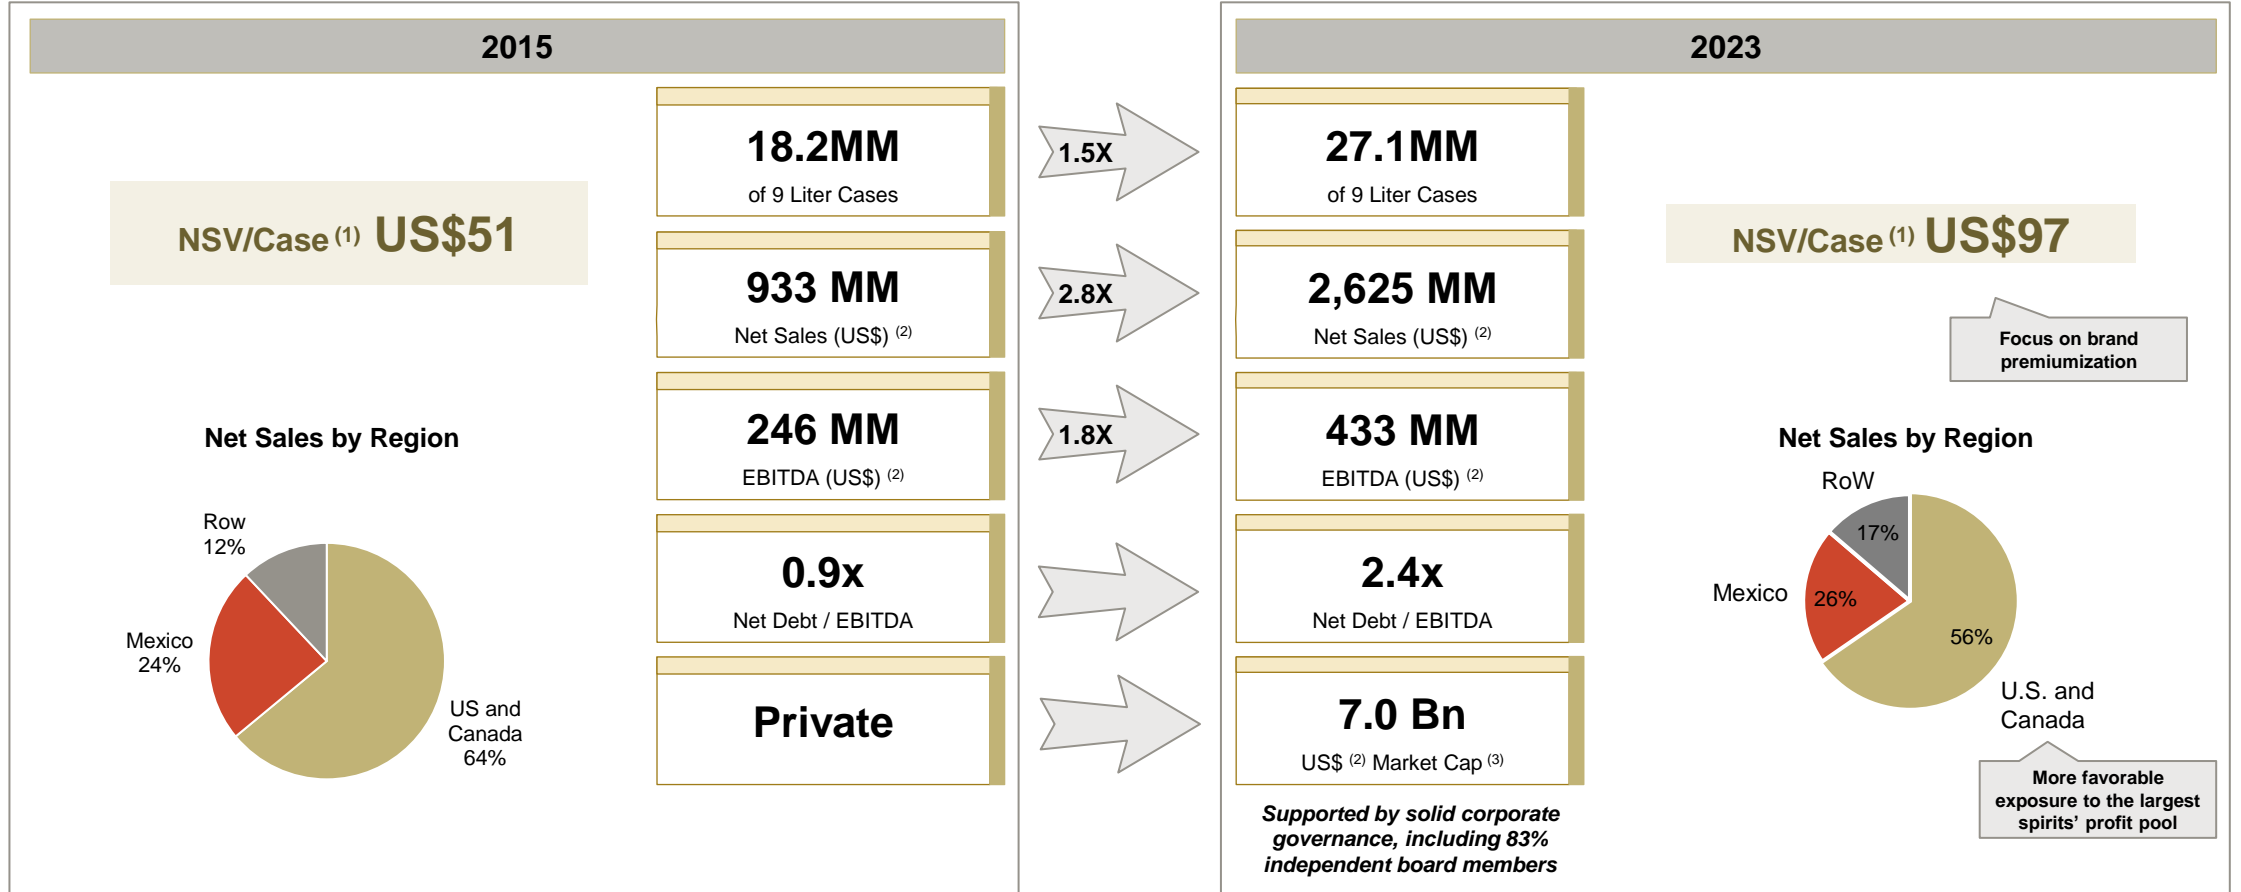 2015
NSV/Case (1) US$51
18.2MM
of 9 Liter Cases
933 MM
Net Sales (US$) (2)
246 MM
EBITDA (US$) (2)
0.9x
Net Debt / EBITDA
Private
Net Sales by Region
Row
12%
Mexico
24%
US and
Canada
64%
1.5X
2.8X
1.8X
2023
27.1MM
of 9 Liter Cases
2,625 MM
Net Sales (US$) (2)
433 MM
EBITDA (US$) (2)
2.4x
Net Debt / EBITDA
7.0 Bn
US$ (2) Market Cap (3)
Supported by solid corporate
governance, including 83%
independent board members
NSV/Case (1) US$97
Focus on brand
premiumization
Net Sales by Region
RoW
17%
Mexico
26%
56%
U.S. and
Canada
More favorable
exposure to the largest
spirits’ profit pool